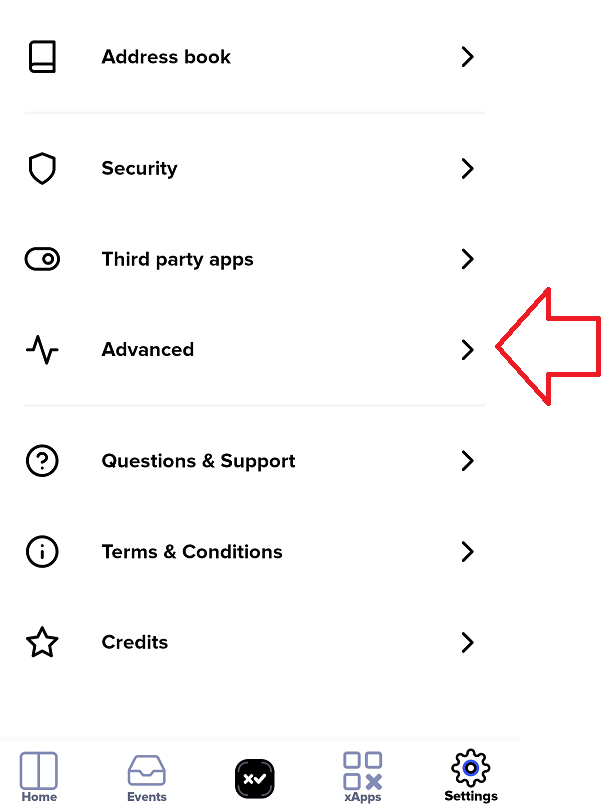 Address book
Security
Third party apps
Advanced
Questions & Support
Terms & Conditions
Credits
Home
Events
xApps
Settings